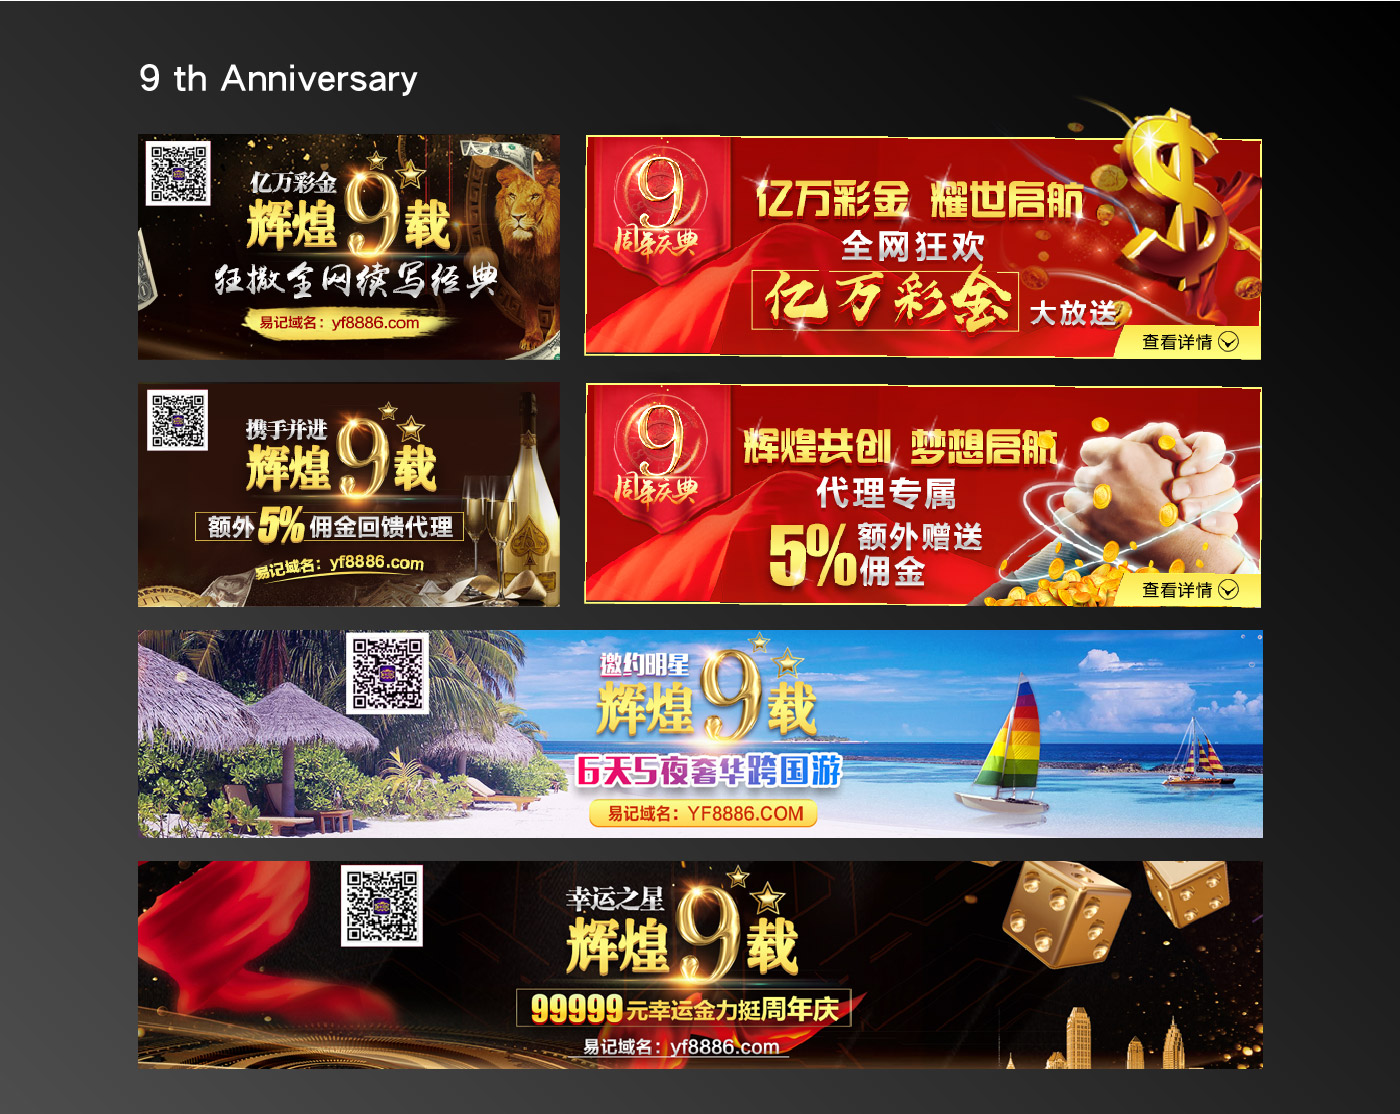 9 th Anniversary
亿万彩金
辉煌9载
狂撒全网续写经典
易记域名：yf8886.com
9
周年庆典
亿万彩金 耀世启航
全网狂欢
亿万彩金 大放送
查看详情
携手并进
辉煌9载
额外5%佣金回馈代理
易记域名：yf8886.com
9
周年庆典
辉煌共创 梦想启航
代理专属
5%额外赠送佣金
查看详情
邀约明星
辉煌9载
6天5夜奢华跨国游
易记域名：YF8886.COM
幸运之星
辉煌9载
99999元幸运金力挺周年庆
易记域名：yf8886.com